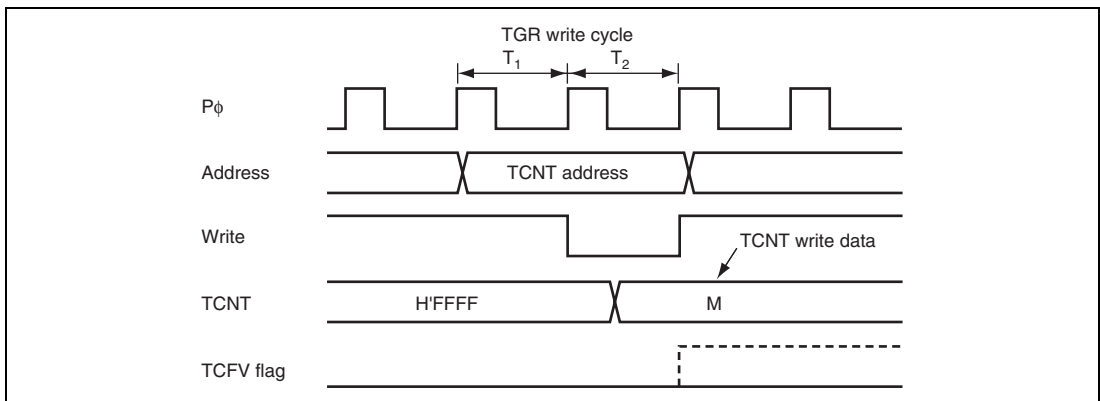 TGR write cycle
T1 T2
Pϕ
Address
TCNT address
Write
TCNT write data
TCNT
H'FFFF
M
TCFV flag